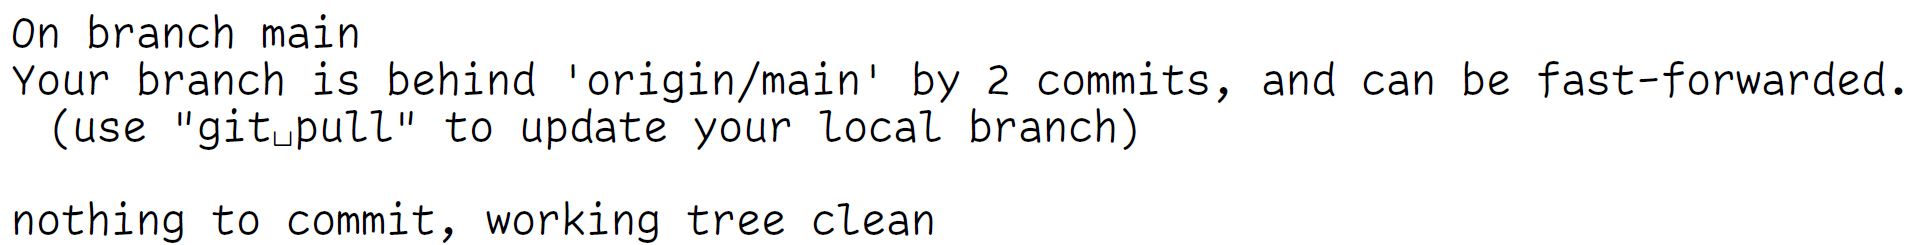 On branch main
Your branch is behind 'origin/main' by 2 commits, and can be fast-forwarded.
  (use "git␣pull" to update your local branch)

nothing to commit, working tree clean